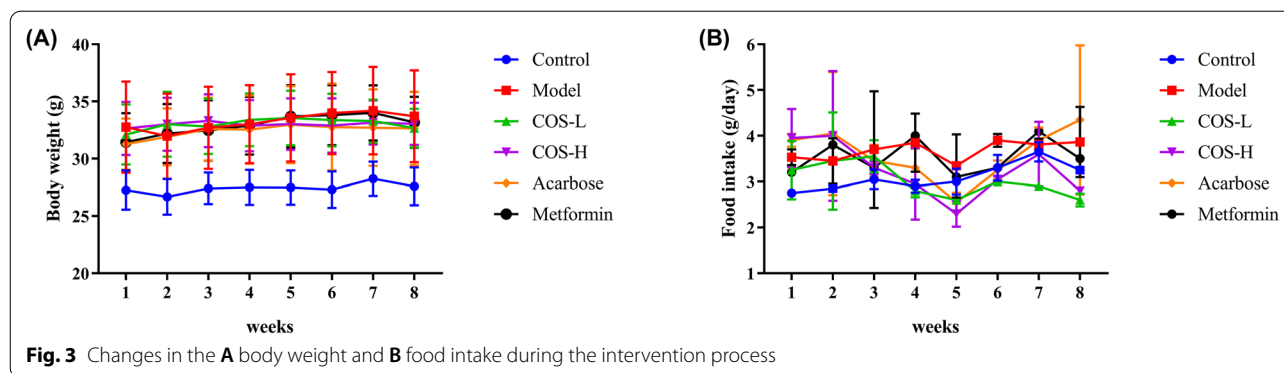 (A)
Body weight (g)
40
35
30
25
20
1 2 3 4 5 6 7 8
weeks
Control
Model
COS-L
COS-H
Acarbose
Metformin
(B)
Food intake (g/day)
6
5
4
3
2
1
1 2 3 4 5 6 7 8
weeks
Control
Model
COS-L
COS-H
Acarbose
Metformin
Fig. 3 Changes in the A body weight and B food intake during the intervention process